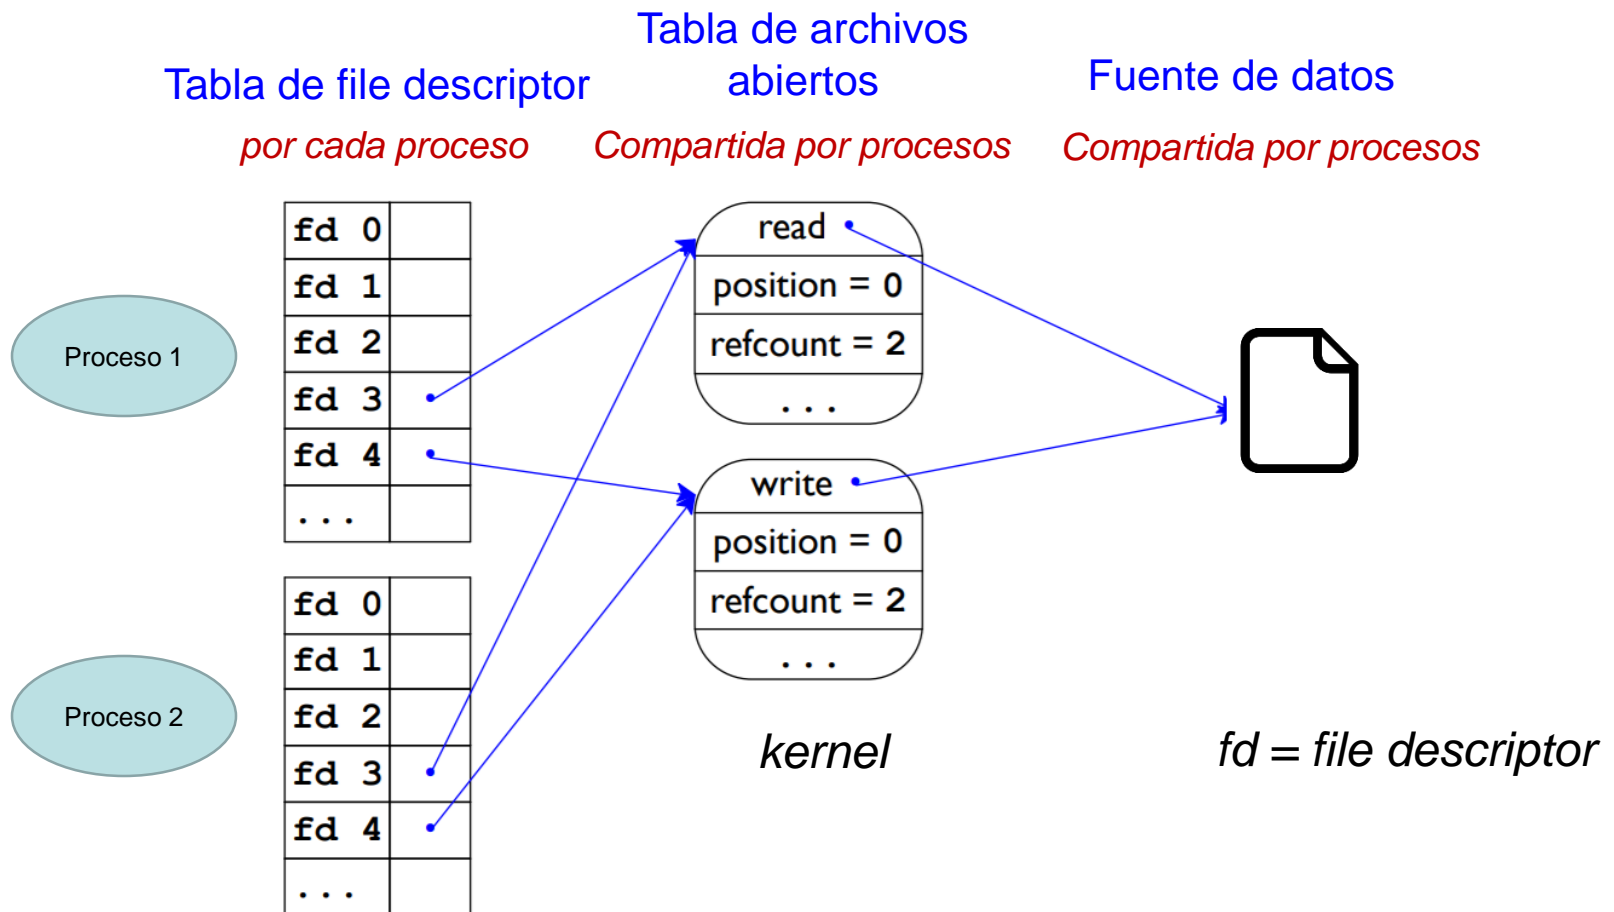 Tabla de file descriptor
por cada proceso
Tabla de archivos
abiertos
Compartida por procesos
Fuente de datos
Compartida por procesos
Proceso 1
fd 0
fd 1
fd 2
fd 3
fd 4
...
Proceso 2
fd 0
fd 1
fd 2
fd 3
fd 4
...
read
position = 0
refcount = 2
...
write
position = 0
refcount = 2
...
kernel
fd = file descriptor